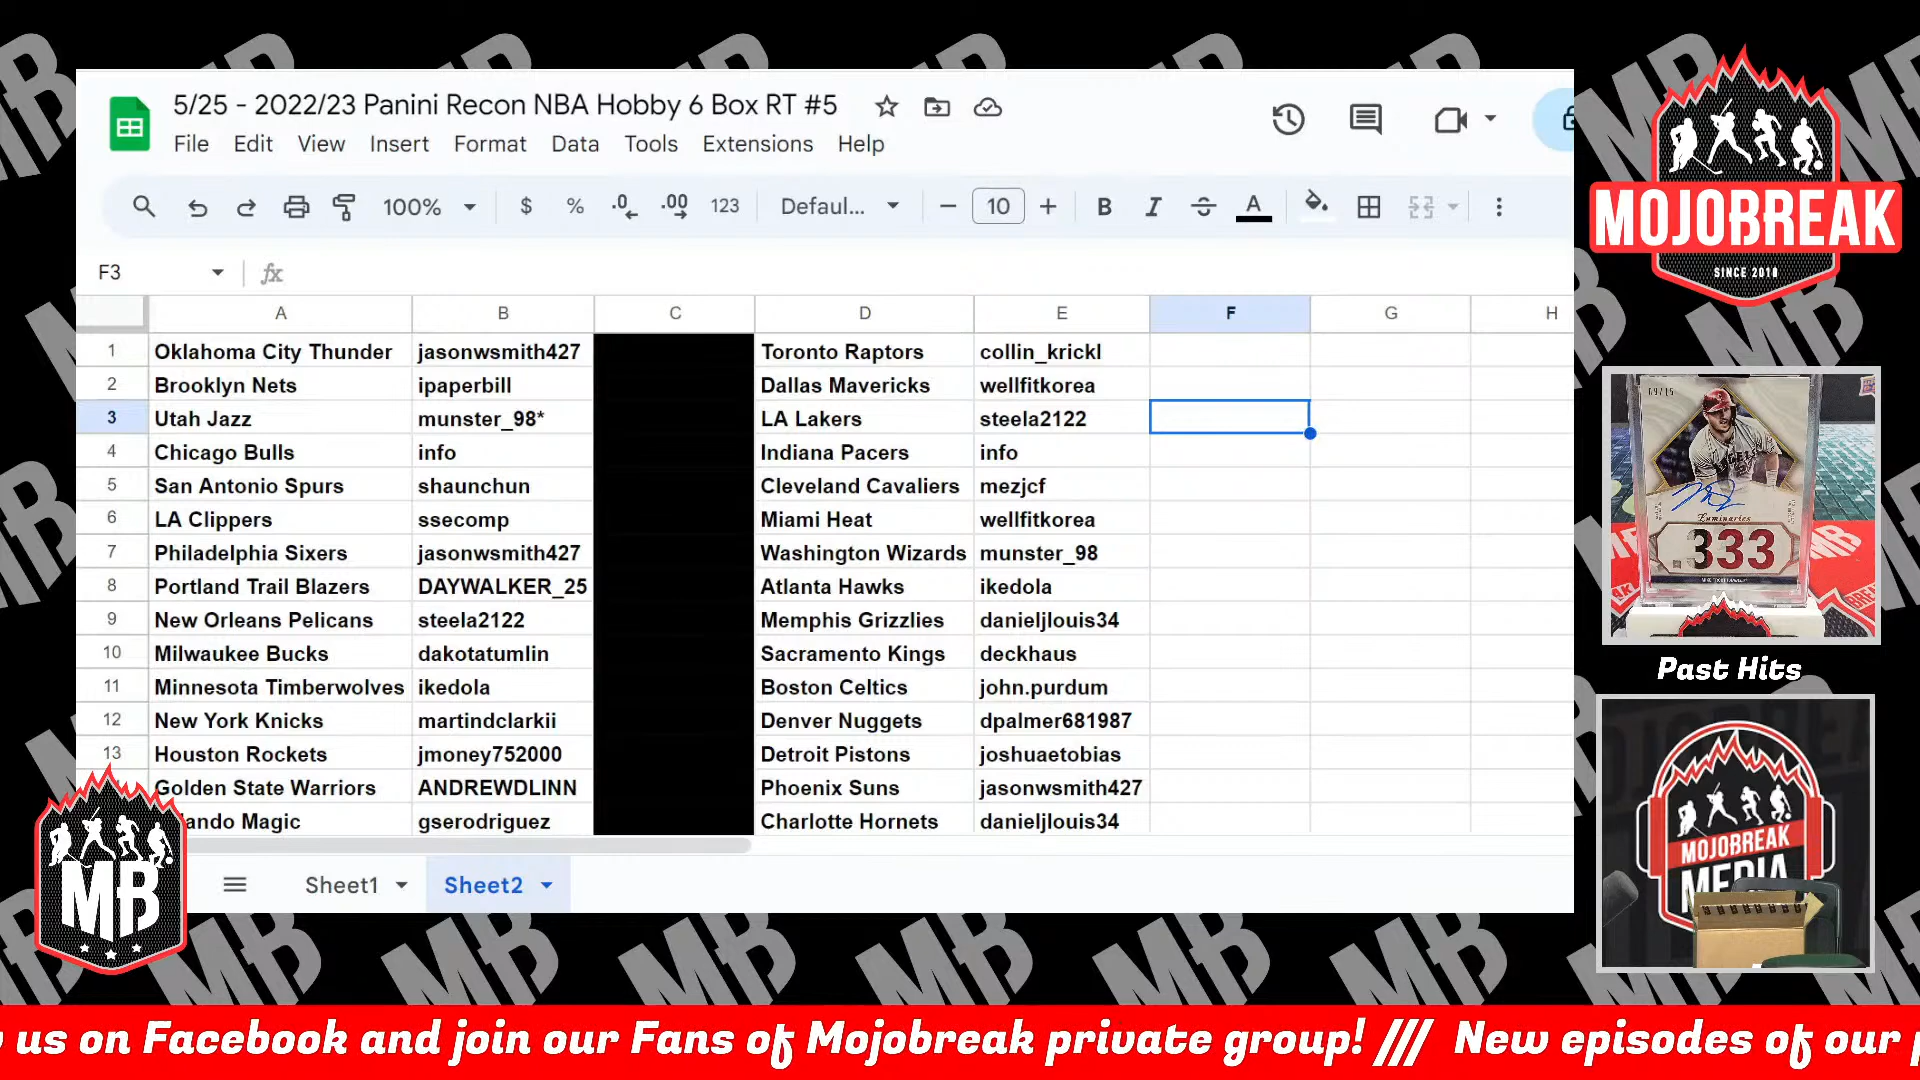 5/25 - 2022/23 Panini Recon NBA Hobby 6 Box RT #5
File Edit View Insert Format Data Tools Extensions Help
100% $ % .0 .00 123 Defaul... 10 B I S A
F3 fx
A B C D E F G H
1 Oklahoma City Thunder jasonwsmith427 Toronto Raptors collin_krickl
2 Brooklyn Nets ipaperbill Dallas Mavericks wellfitkorea
3 Utah Jazz munster_98* LA Lakers steela2122
4 Chicago Bulls info Indiana Pacers info
5 San Antonio Spurs shaunchun Cleveland Cavaliers mezjcf
6 LA Clippers ssecomp Miami Heat wellfitkorea
7 Philadelphia Sixers jasonwsmith427 Washington Wizards munster_98
8 Portland Trail Blazers DAYWALKER_25 Atlanta Hawks ikedola
9 New Orleans Pelicans steela2122 Memphis Grizzlies danieljlouis34
10 Milwaukee Bucks dakotatumlin Sacramento Kings deckhaus
11 Minnesota Timberwolves ikedola Boston Celtics john.purdum
12 New York Knicks martindclarkii Denver Nuggets dpalmer681987
13 Houston Rockets jmoney752000 Detroit Pistons joshuaetobias
Golden State Warriors ANDREWDLINN Phoenix Suns jasonwsmith427
ando Magic gserodriguez Charlotte Hornets danieljlouis34
Sheet1 Sheet2
MB
MOJOBREAK
SINCE 2010
Luminaries
333
Past Hits
MOJOBREAK
MEDIA
us on Facebook and join our Fans of Mojobreak private group! /// New episodes of our p